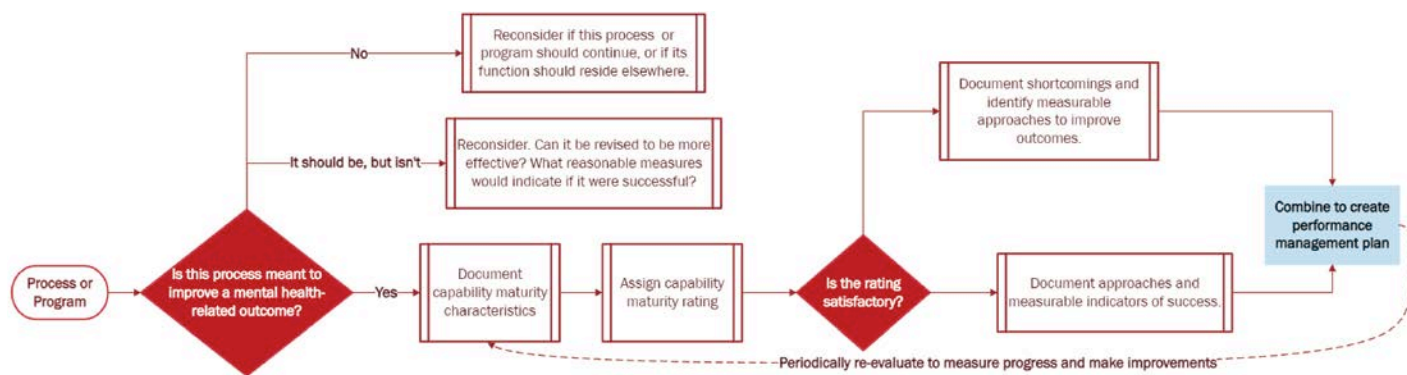 No
Reconsider if this process or
program should continue, or if its
function should reside elsewhere.
It should be, but isn't
Reconsider. Can it be revised to be more
effective? What reasonable measures
would indicate if it were successful?
Process or
Program
Is this process meant to
improve a mental health-
related outcome?
Yes
Document
capability maturity
characteristics
Assign capability
maturity rating
Is the rating
satisfactory?
Document shortcomings and
identify measurable
approaches to improve
outcomes.
Document approaches and
measurable indicators of success.
Combine to create
performance
management plan
Periodically re-evaluate to measure progress and make improvements